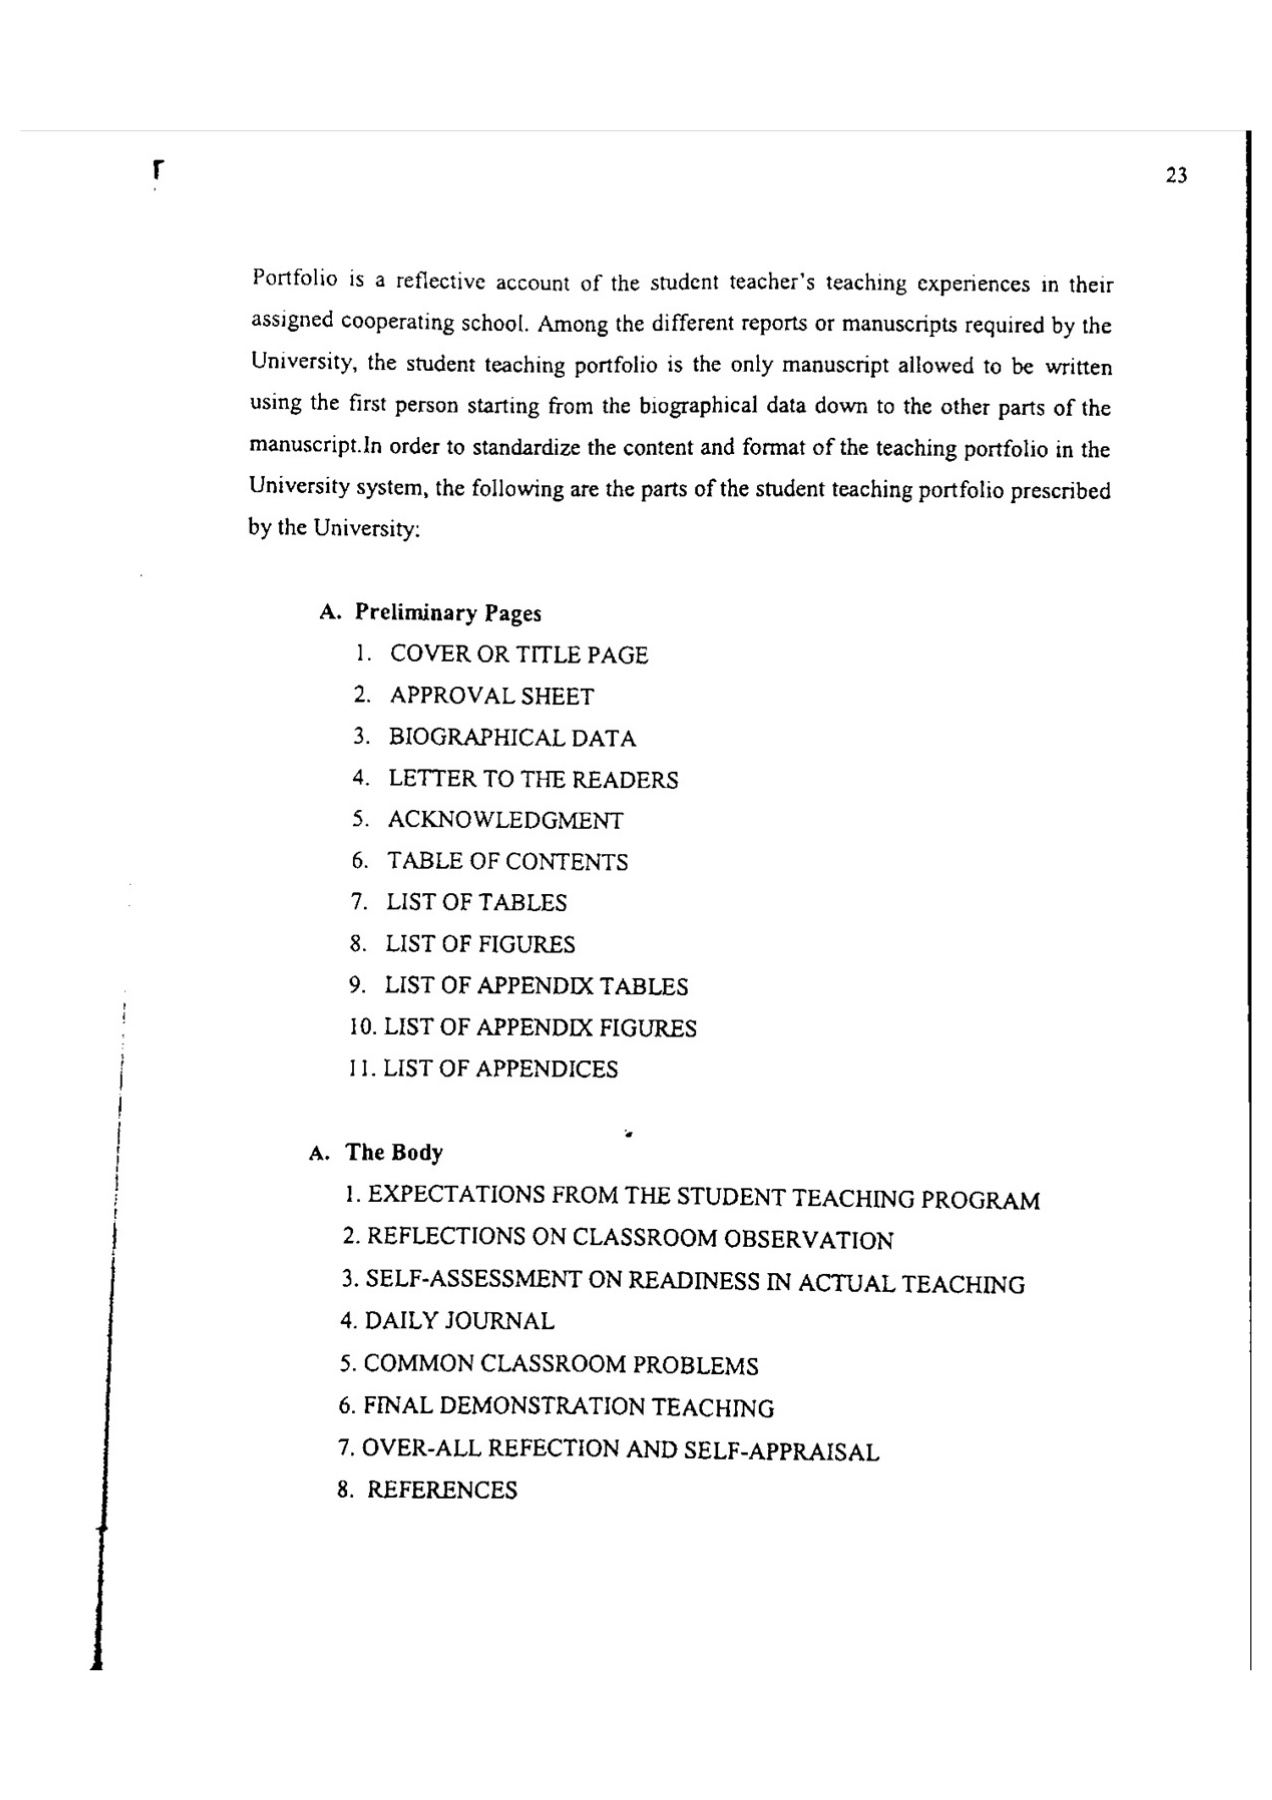 23
Portfolio is a reflective account of the student teacher's teaching experiences in their
assigned cooperating school. Among the different reports or manuscripts required by the
University, the student teaching portfolio is the only manuscript allowed to be written
using the first person starting from the biographical data down to the other parts of the
manuscript.In order to standardize the content and format of the teaching portfolio in the
University system, the following are the parts of the student teaching portfolio prescribed
by the University:
A. Preliminary Pages
1. COVER OR TITLE PAGE
2. APPROVAL SHEET
3. BIOGRAPHICAL DATA
4. LETTER TO THE READERS
5. ACKNOWLEDGMENT
6. TABLE OF CONTENTS
7. LIST OF TABLES
8. LIST OF FIGURES
9. LIST OF APPENDIX TABLES
10. LIST OF APPENDIX FIGURES
11. LIST OF APPENDICES
A. The Body
1. EXPECTATIONS FROM THE STUDENT TEACHING PROGRAM
2. REFLECTIONS ON CLASSROOM OBSERVATION
3. SELF-ASSESSMENT ON READINESS IN ACTUAL TEACHING
4. DAILY JOURNAL
5. COMMON CLASSROOM PROBLEMS
6. FINAL DEMONSTRATION TEACHING
7. OVER-ALL REFECTION AND SELF-APPRAISAL
8. REFERENCES